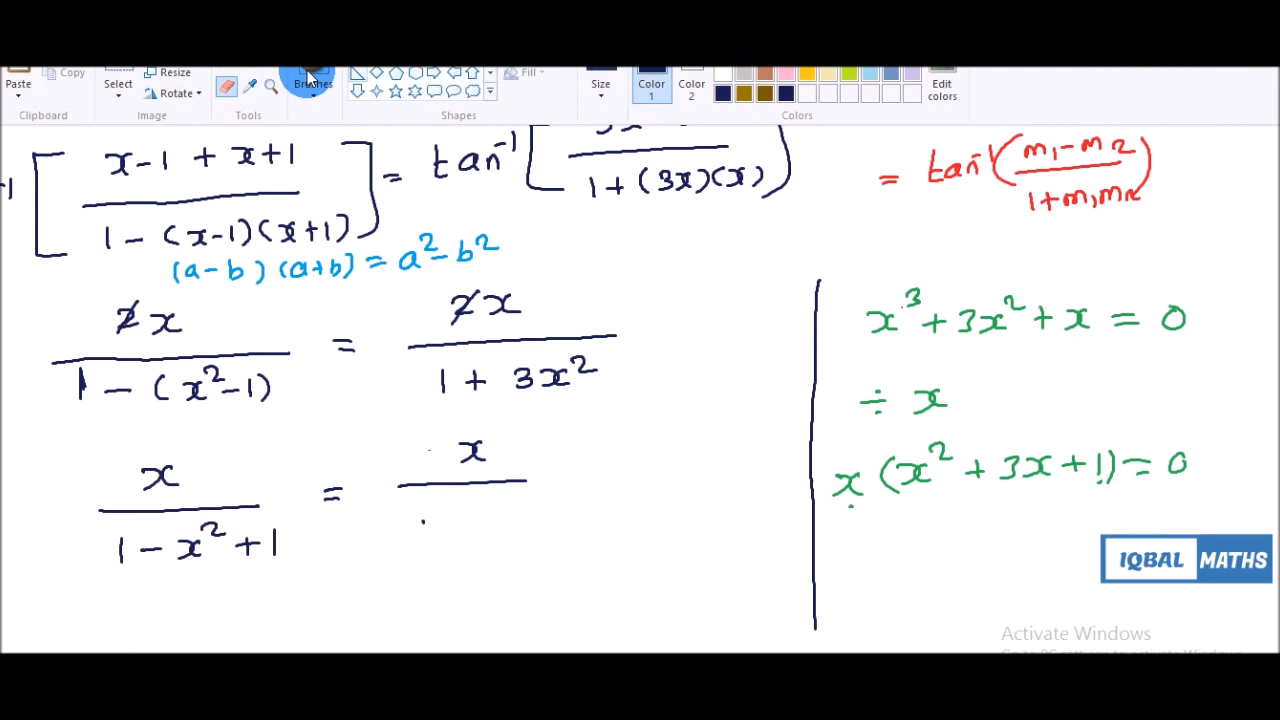 Paste Copy Select Resize Rotate Brushes Fill Size Color 1 Color 2 Edit colors
Clipboard Image Tools Shapes Colors
[ x-1 + x+1 / 1 - (x-1)(x+1) ] = tan⁻¹ [ / 1 + (3x)(x) ]
(a-b)(a+b) = a² - b²
= tan⁻¹ ( m₁-m₂ / 1+m₁m₂ )
2x / 1 - (x²-1) = 2x / 1 + 3x²
x / 1 - x² + 1 = x /
x³ + 3x² + x = 0
÷ x
x (x² + 3x + 1) = 0
IQBAL MATHS
Activate Windows